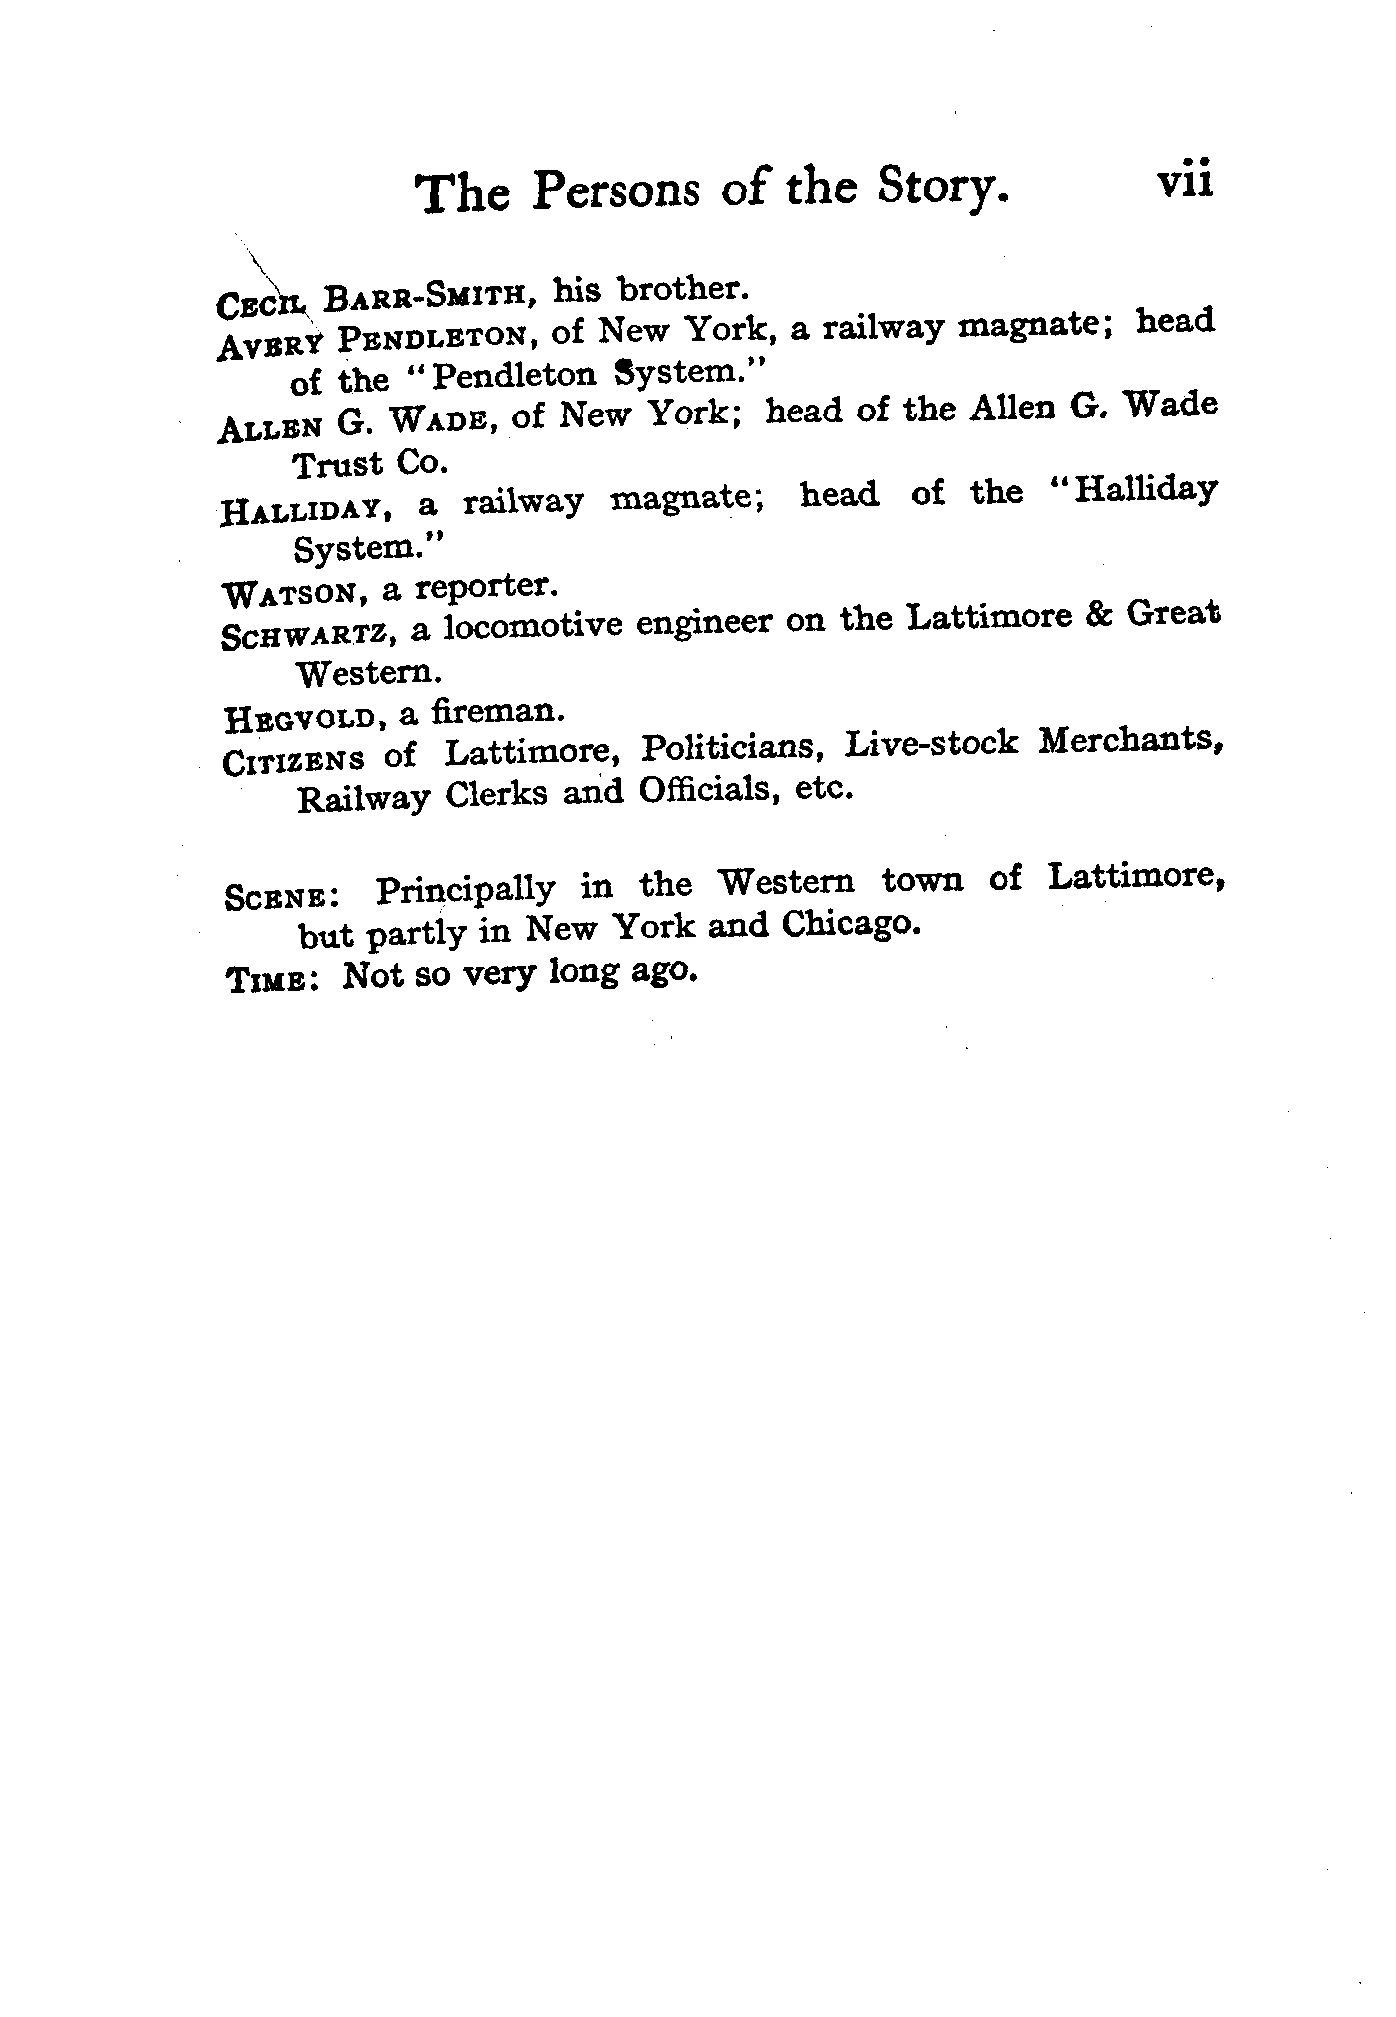 The Persons of the Story. vii
CECIL BARR-SMITH, his brother.
AVERY PENDLETON, of New York, a railway magnate; head
of the "Pendleton System."
ALLEN G. WADE, of New York; head of the Allen G. Wade
Trust Co.
HALLIDAY, a railway magnate; head of the "Halliday
System."
WATSON, a reporter.
SCHWARTZ, a locomotive engineer on the Lattimore & Great
Western.
HEGVOLD, a fireman.
CITIZENS of Lattimore, Politicians, Live-stock Merchants,
Railway Clerks and Officials, etc.
SCENE: Principally in the Western town of Lattimore,
but partly in New York and Chicago.
TIME: Not so very long ago.